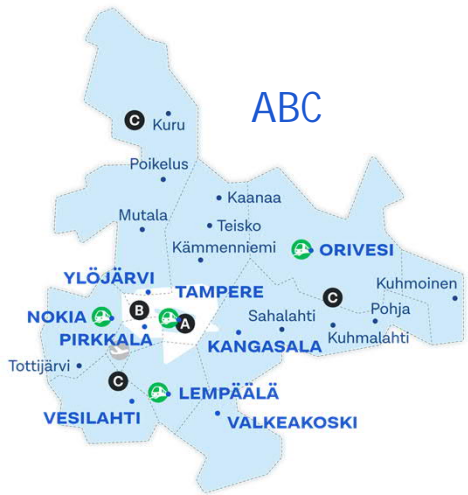 ABC
C
Kuru
Poikelus
Kaanaa
Mutala
Teisko
Kämmenniemi
ORIVESI
YLÖJÄRVI
TAMPERE
Kuhmoinen
C
NOKIA
B
A
Sahalahti
Pohja
PIRKKALA
KANGASALA
Kuhmalahti
Tottijärvi
C
LEMPÄÄLÄ
VESILAHTI
VALKEAKOSKI